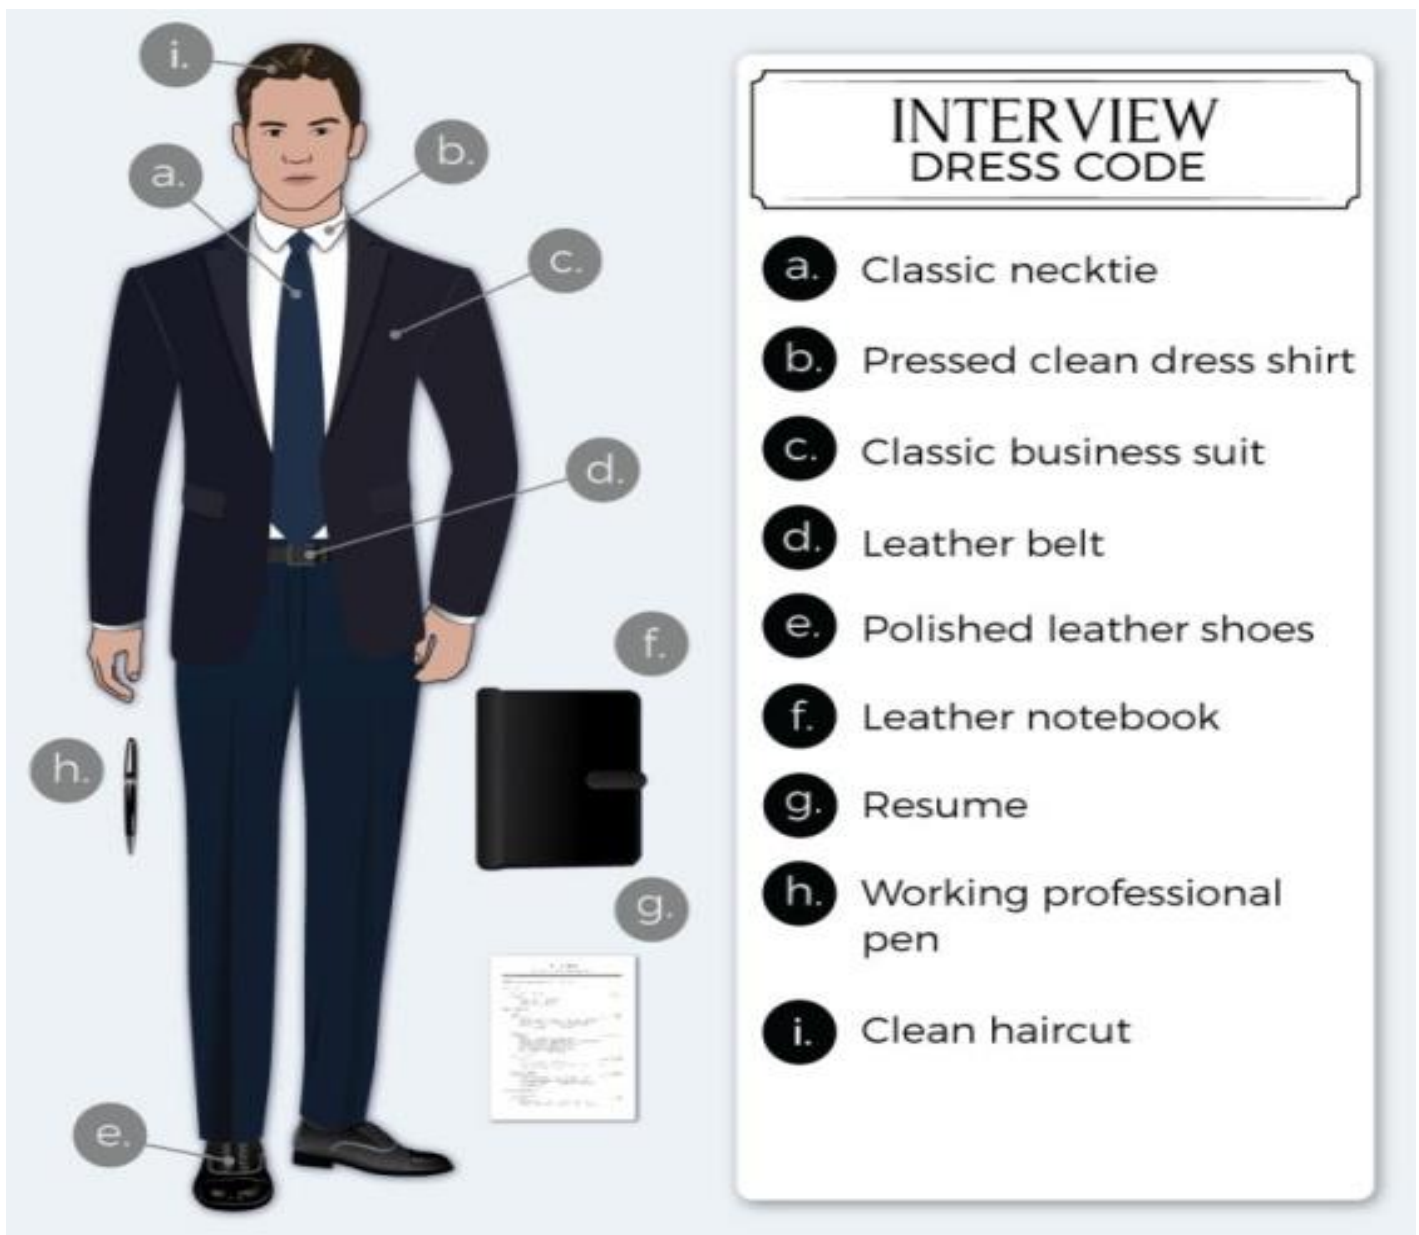 i.
b.
a.
c.
d.
f.
h.
g.
e.
INTERVIEW
DRESS CODE
a. Classic necktie
b. Pressed clean dress shirt
c. Classic business suit
d. Leather belt
e. Polished leather shoes
f. Leather notebook
g. Resume
h. Working professional
pen
i. Clean haircut